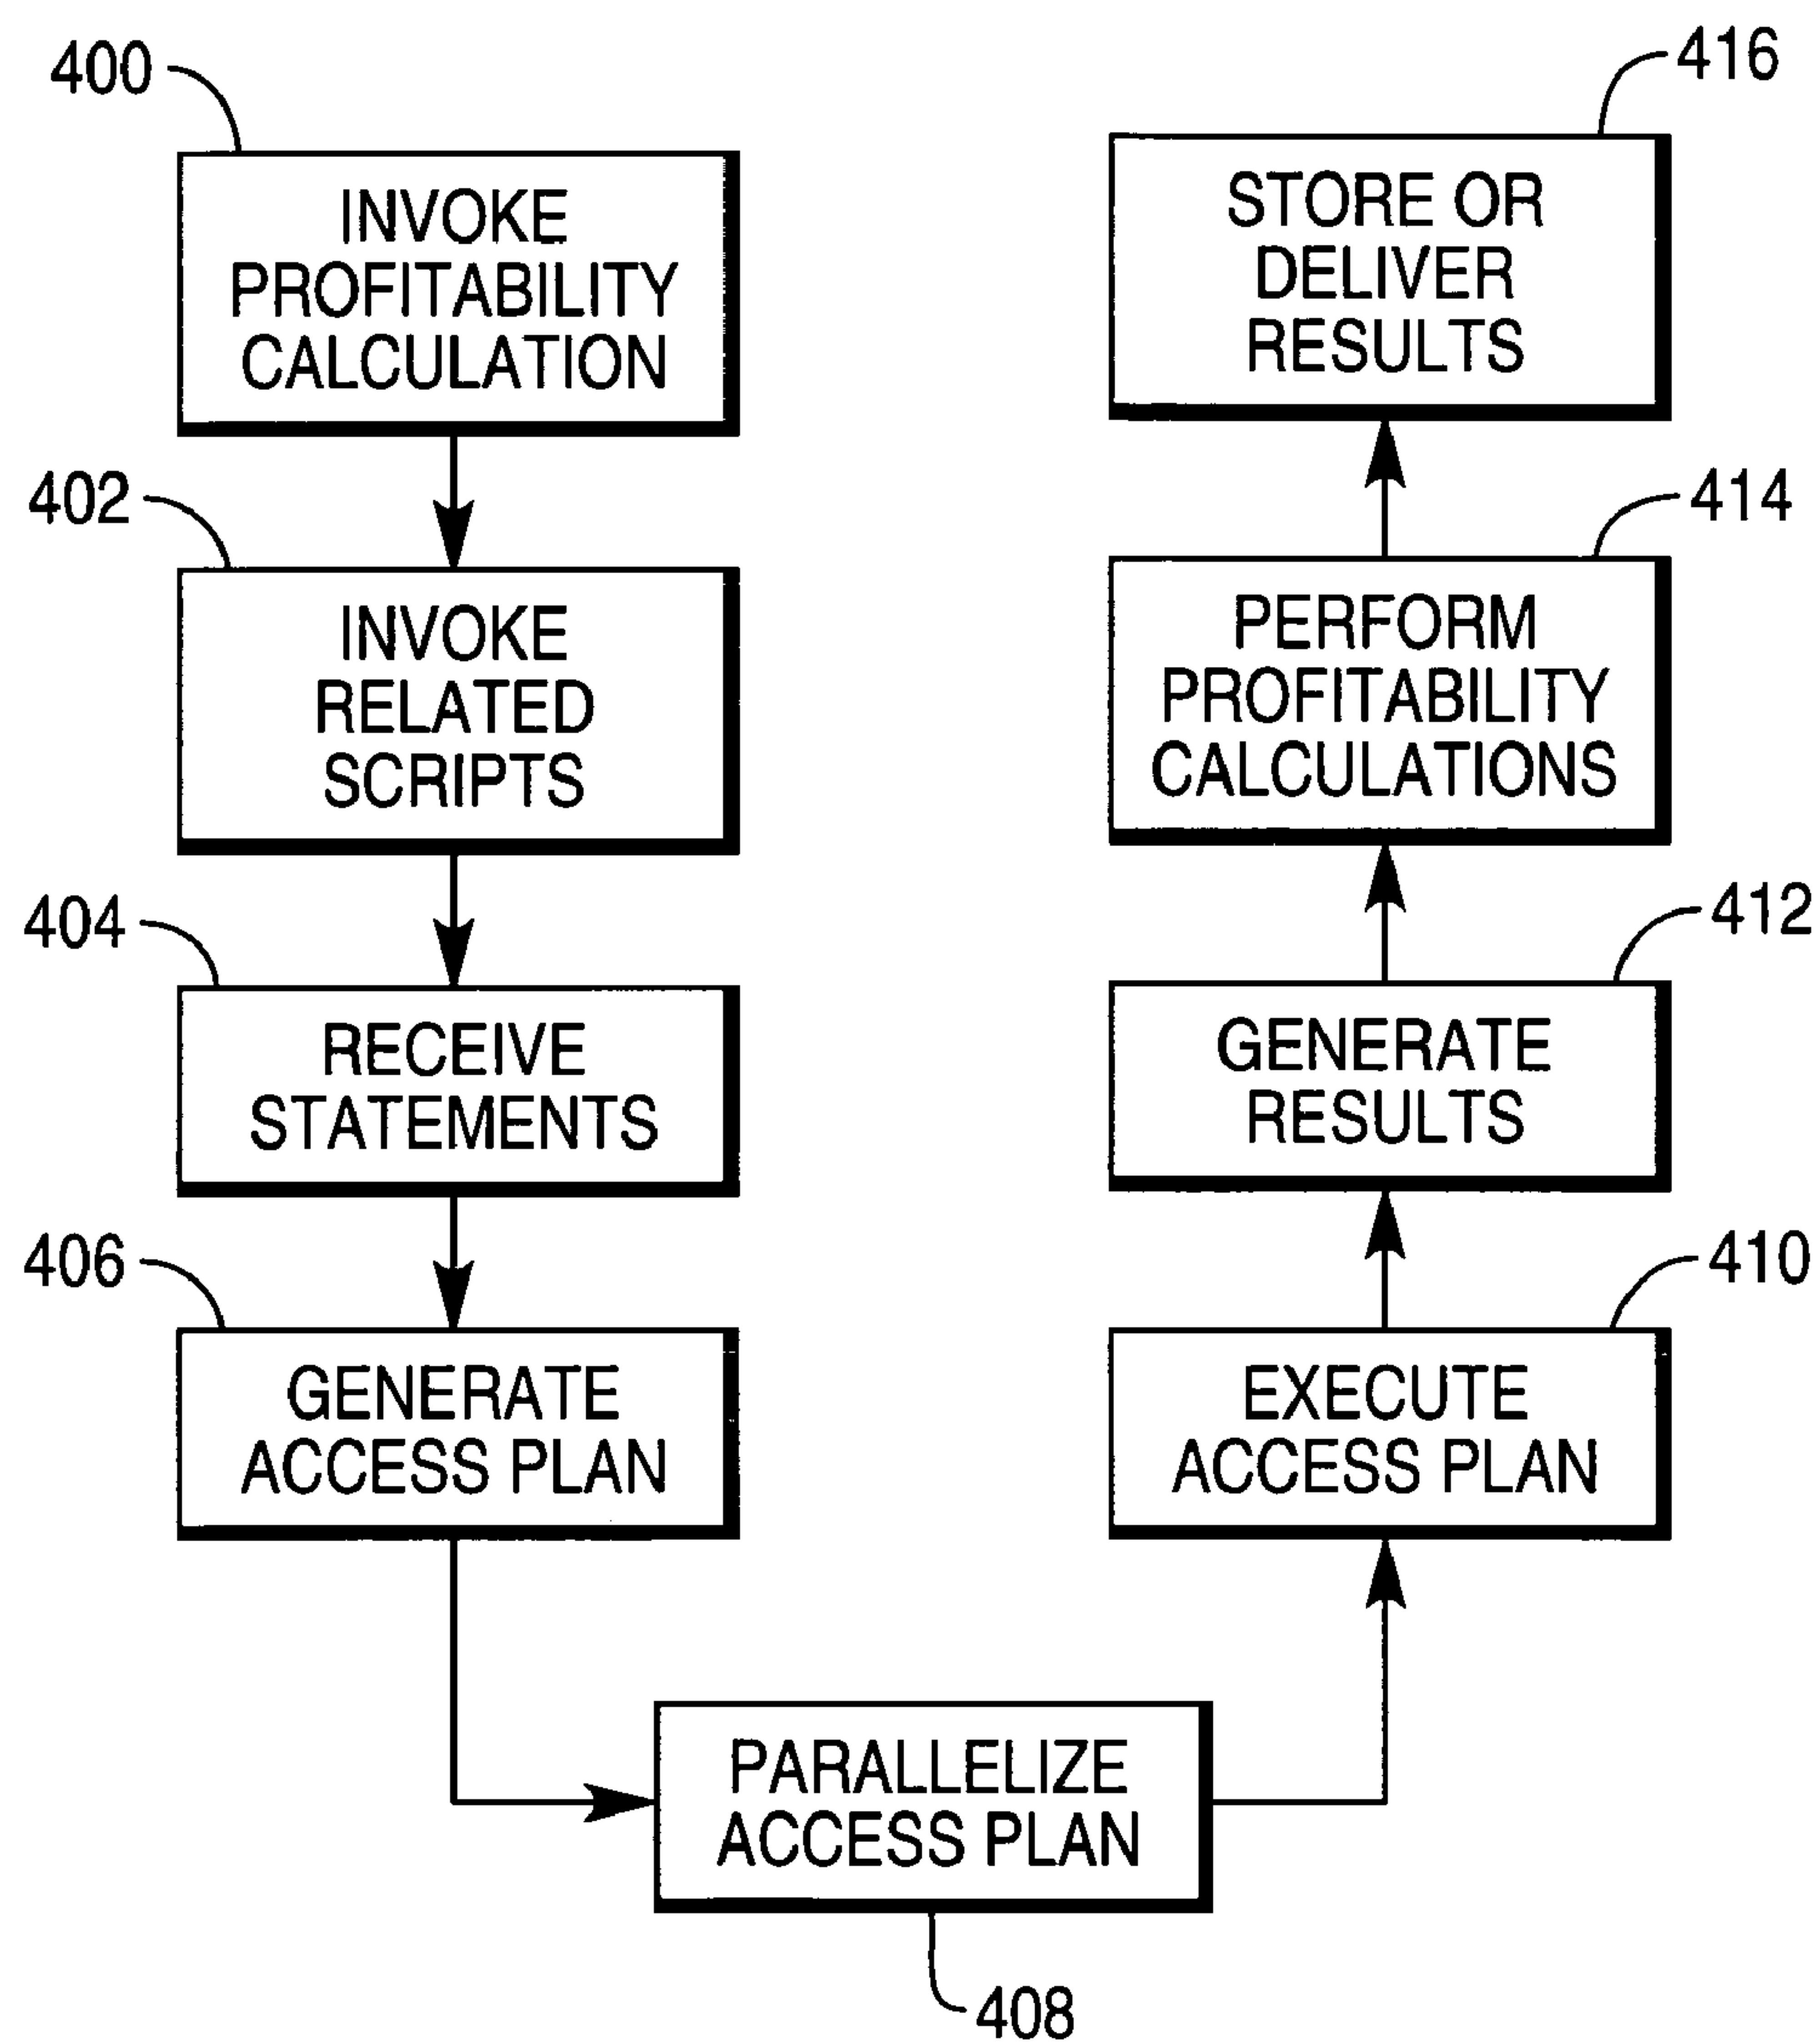 400
INVOKE
PROFITABILITY
CALCULATION
402
INVOKE
RELATED
SCRIPTS
404
RECEIVE
STATEMENTS
406
GENERATE
ACCESS PLAN
PARALLELIZE
ACCESS PLAN
408
410
EXECUTE
ACCESS PLAN
412
GENERATE
RESULTS
414
PERFORM
PROFITABILITY
CALCULATIONS
416
STORE OR
DELIVER
RESULTS